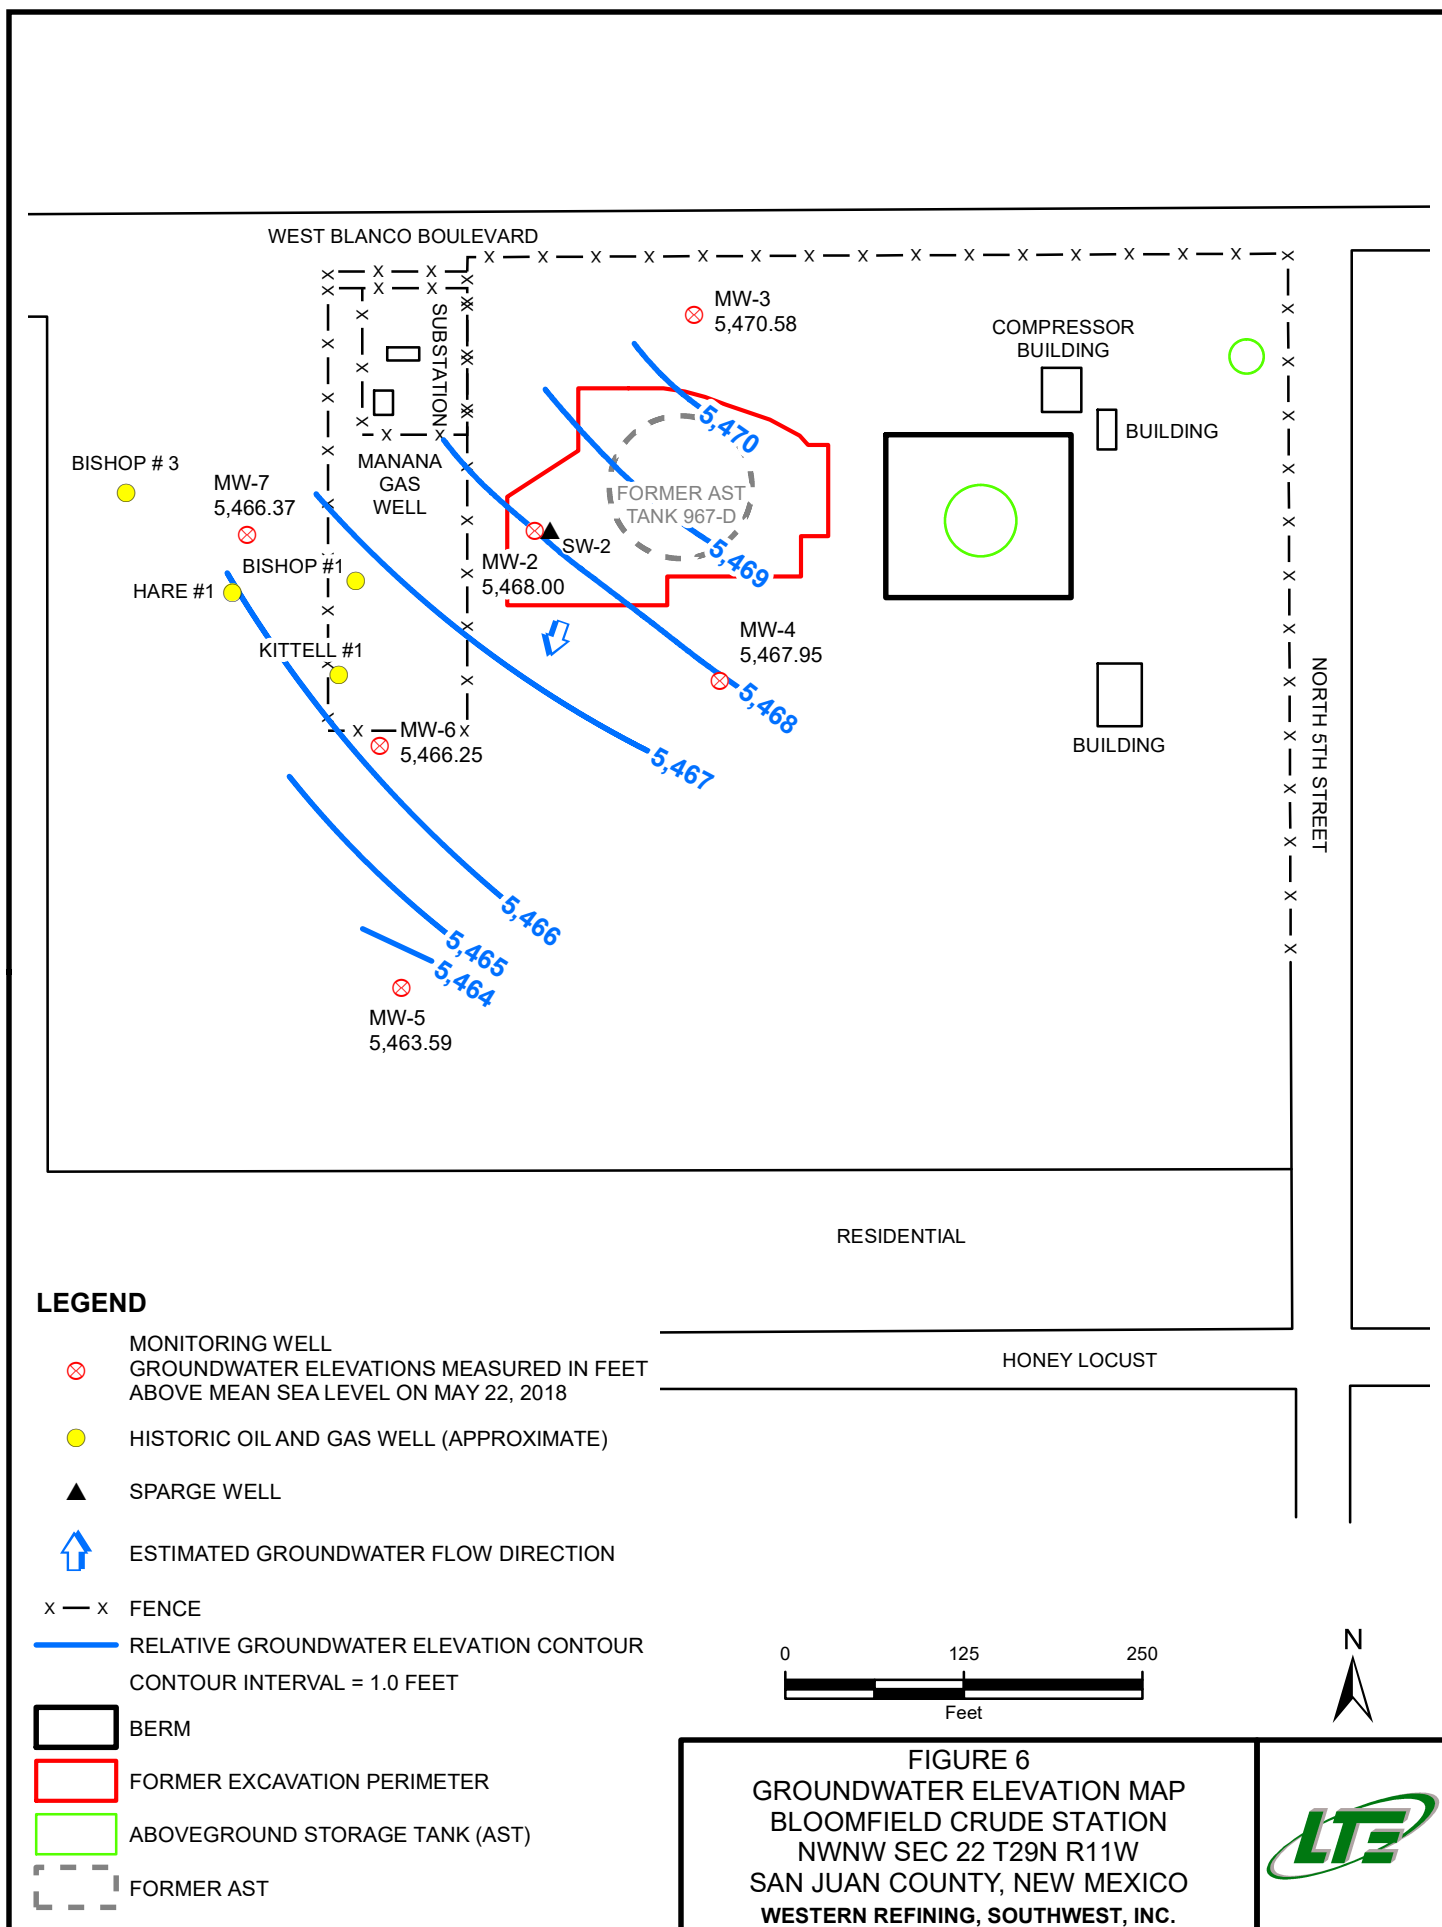 WEST BLANCO BOULEVARD
MW-3
5,470.58
COMPRESSOR
BUILDING
SUBSTATION
BUILDING
5,470
MANANA
GAS
WELL
BISHOP # 3
MW-7
5,466.37
FORMER AST
TANK 967-D
SW-2
MW-2
5,468.00
5,469
BISHOP #1
HARE #1
MW-4
5,467.95
KITTELL #1
5,468
NORTH 5TH STREET
MW-6
5,466.25
BUILDING
5,467
5,466
5,465
5,464
MW-5
5,463.59
RESIDENTIAL
HONEY LOCUST
LEGEND
MONITORING WELL
GROUNDWATER ELEVATIONS MEASURED IN FEET
ABOVE MEAN SEA LEVEL ON MAY 22, 2018
HISTORIC OIL AND GAS WELL (APPROXIMATE)
SPARGE WELL
ESTIMATED GROUNDWATER FLOW DIRECTION
X — X FENCE
RELATIVE GROUNDWATER ELEVATION CONTOUR
CONTOUR INTERVAL = 1.0 FEET
BERM
FORMER EXCAVATION PERIMETER
ABOVEGROUND STORAGE TANK (AST)
FORMER AST
0 125 250
Feet
N
FIGURE 6
GROUNDWATER ELEVATION MAP
BLOOMFIELD CRUDE STATION
NWNW SEC 22 T29N R11W
SAN JUAN COUNTY, NEW MEXICO
WESTERN REFINING, SOUTHWEST, INC.
LTE